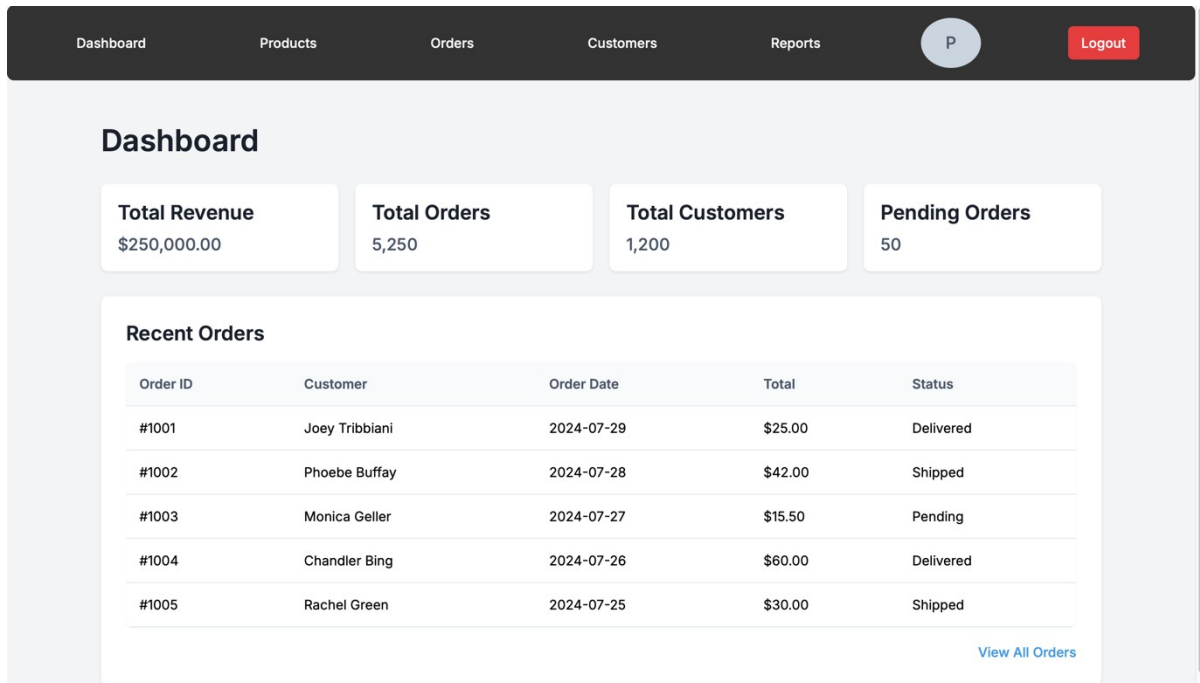 Dashboard Products Orders Customers Reports P Logout
Dashboard
Total Revenue Total Orders Total Customers Pending Orders
$250,000.00 5,250 1,200 50
Recent Orders
Order ID Customer Order Date Total Status
#1001 Joey Tribbiani 2024-07-29 $25.00 Delivered
#1002 Phoebe Buffay 2024-07-28 $42.00 Shipped
#1003 Monica Geller 2024-07-27 $15.50 Pending
#1004 Chandler Bing 2024-07-26 $60.00 Delivered
#1005 Rachel Green 2024-07-25 $30.00 Shipped
View All Orders